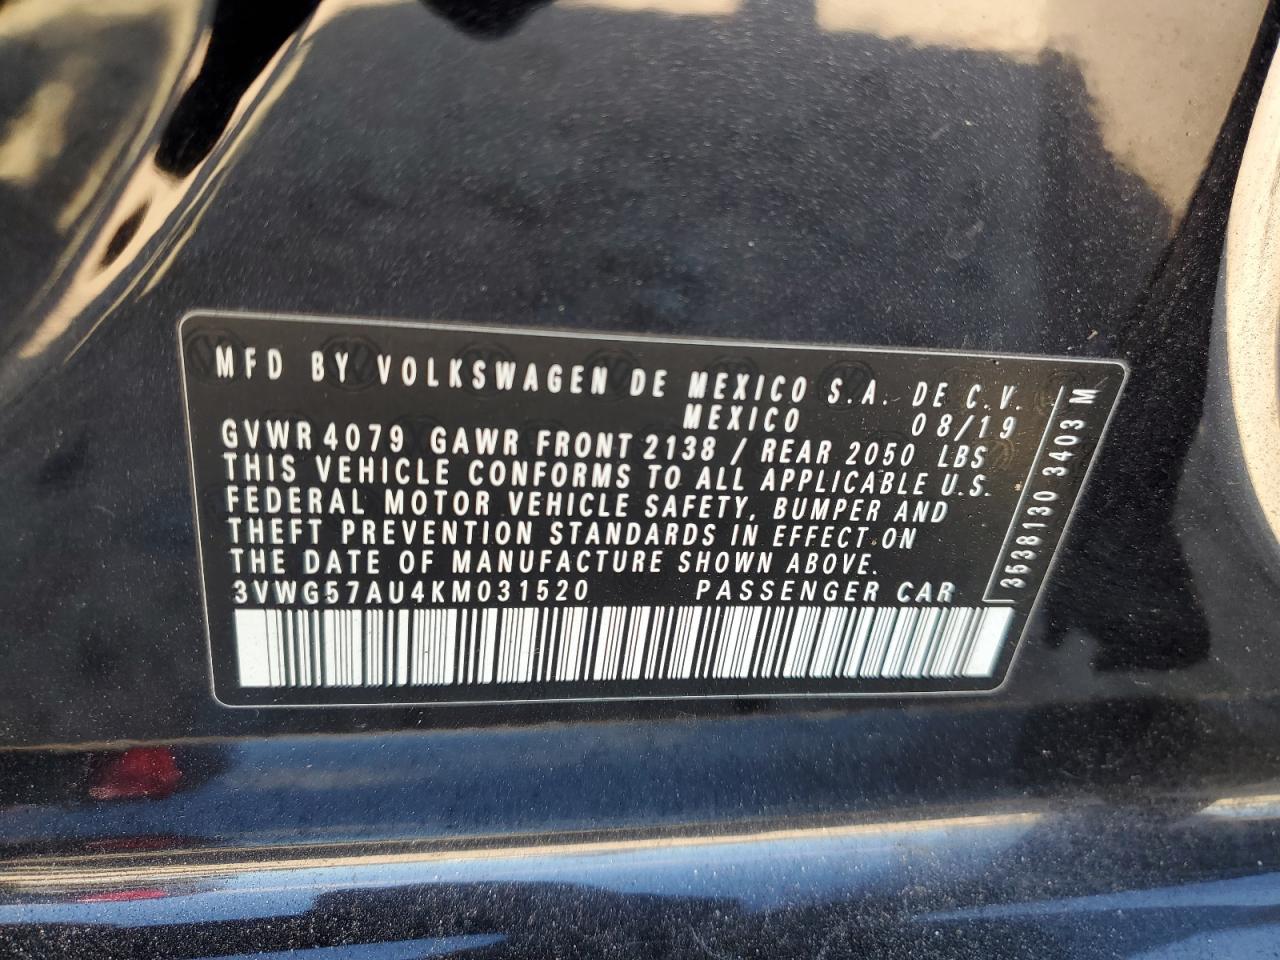 MFD BY VOLKSWAGEN DE MEXICO S.A. DE C.V.
MEXICO 08/19
GVWR 4079 GAWR FRONT 2138 / REAR 2050 LBS
THIS VEHICLE CONFORMS TO ALL APPLICABLE U.S.
FEDERAL MOTOR VEHICLE SAFETY, BUMPER AND
THEFT PREVENTION STANDARDS IN EFFECT ON
THE DATE OF MANUFACTURE SHOWN ABOVE.
3VWG57AU4KM031520 PASSENGER CAR
3538130 3403 M